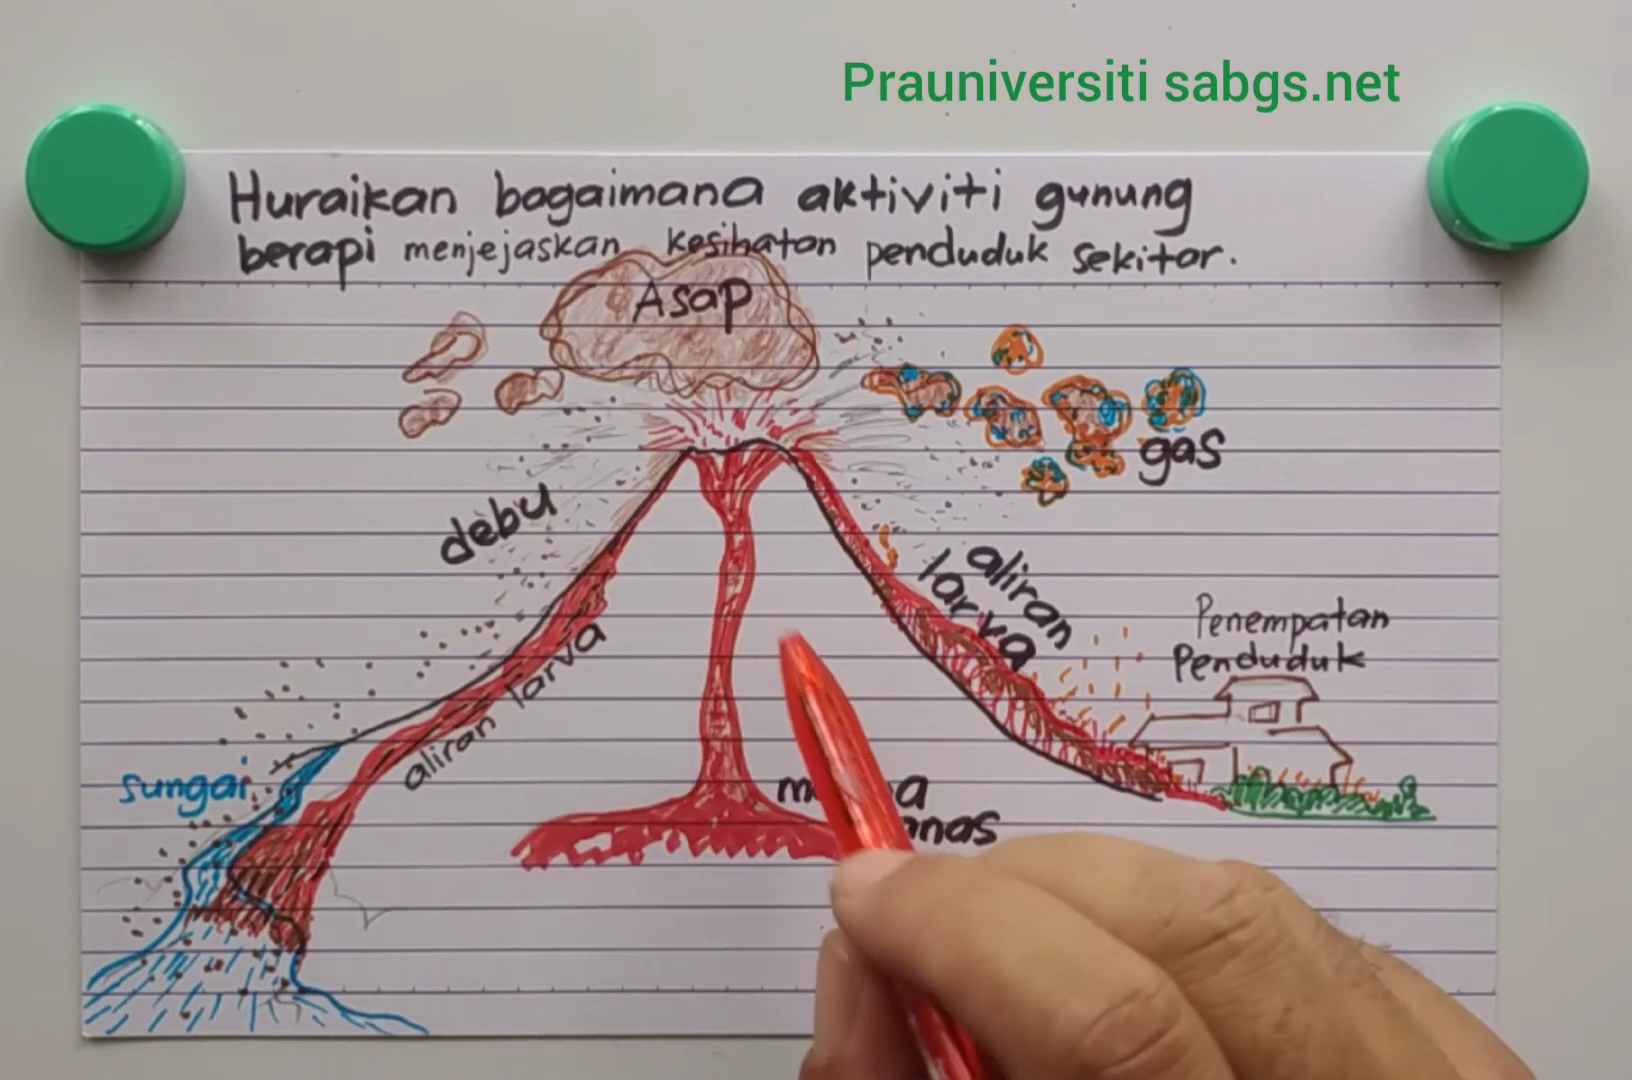 Prauniversiti sabgs.net
Huraikan bagaimana aktiviti gunung
berapi menjejaskan kesihatan penduduk sekitar.
Asap
gas
debu
aliran
larva
Penempatan
Penduduk
aliran larva
sungai